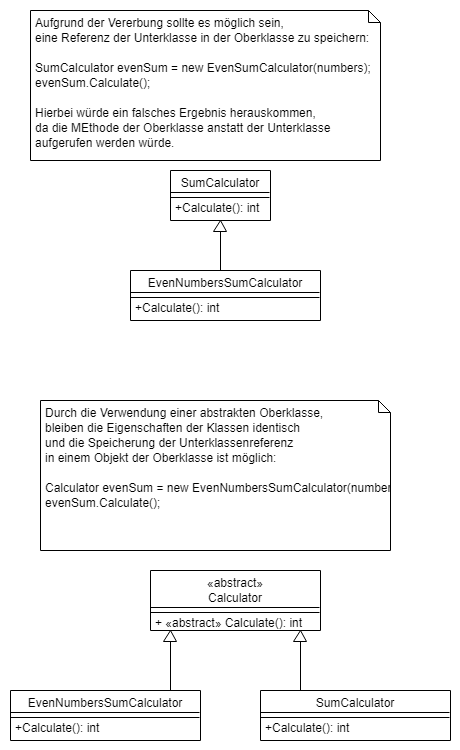 Aufgrund der Vererbung sollte es möglich sein,
eine Referenz der Unterklasse in der Oberklasse zu speichern:
SumCalculator evenSum = new EvenSumCalculator(numbers);
evenSum.Calculate();
Hierbei würde ein falsches Ergebnis herauskommen,
da die MEthode der Oberklasse anstatt der Unterklasse
aufgerufen werden würde.
SumCalculator
+Calculate(): int
EvenNumbersSumCalculator
+Calculate(): int
Durch die Verwendung einer abstrakten Oberklasse,
bleiben die Eigenschaften der Klassen identisch
und die Speicherung der Unterklassenreferenz
in einem Objekt der Oberklasse ist möglich:
Calculator evenSum = new EvenNumbersSumCalculator(number
evenSum.Calculate();
«abstract»
Calculator
+ «abstract» Calculate(): int
EvenNumbersSumCalculator
+Calculate(): int
SumCalculator
+Calculate(): int